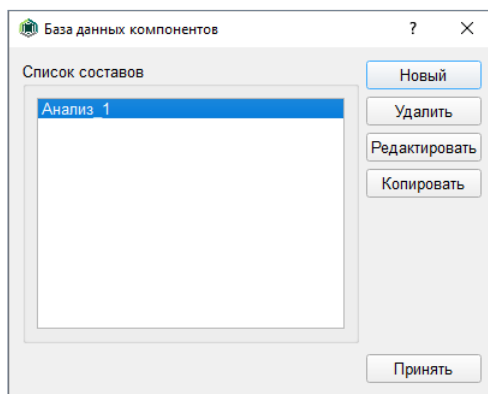 База данных компонентов
?
Список составов
Новый
Анализ_1
Удалить
Редактировать
Копировать
Принять